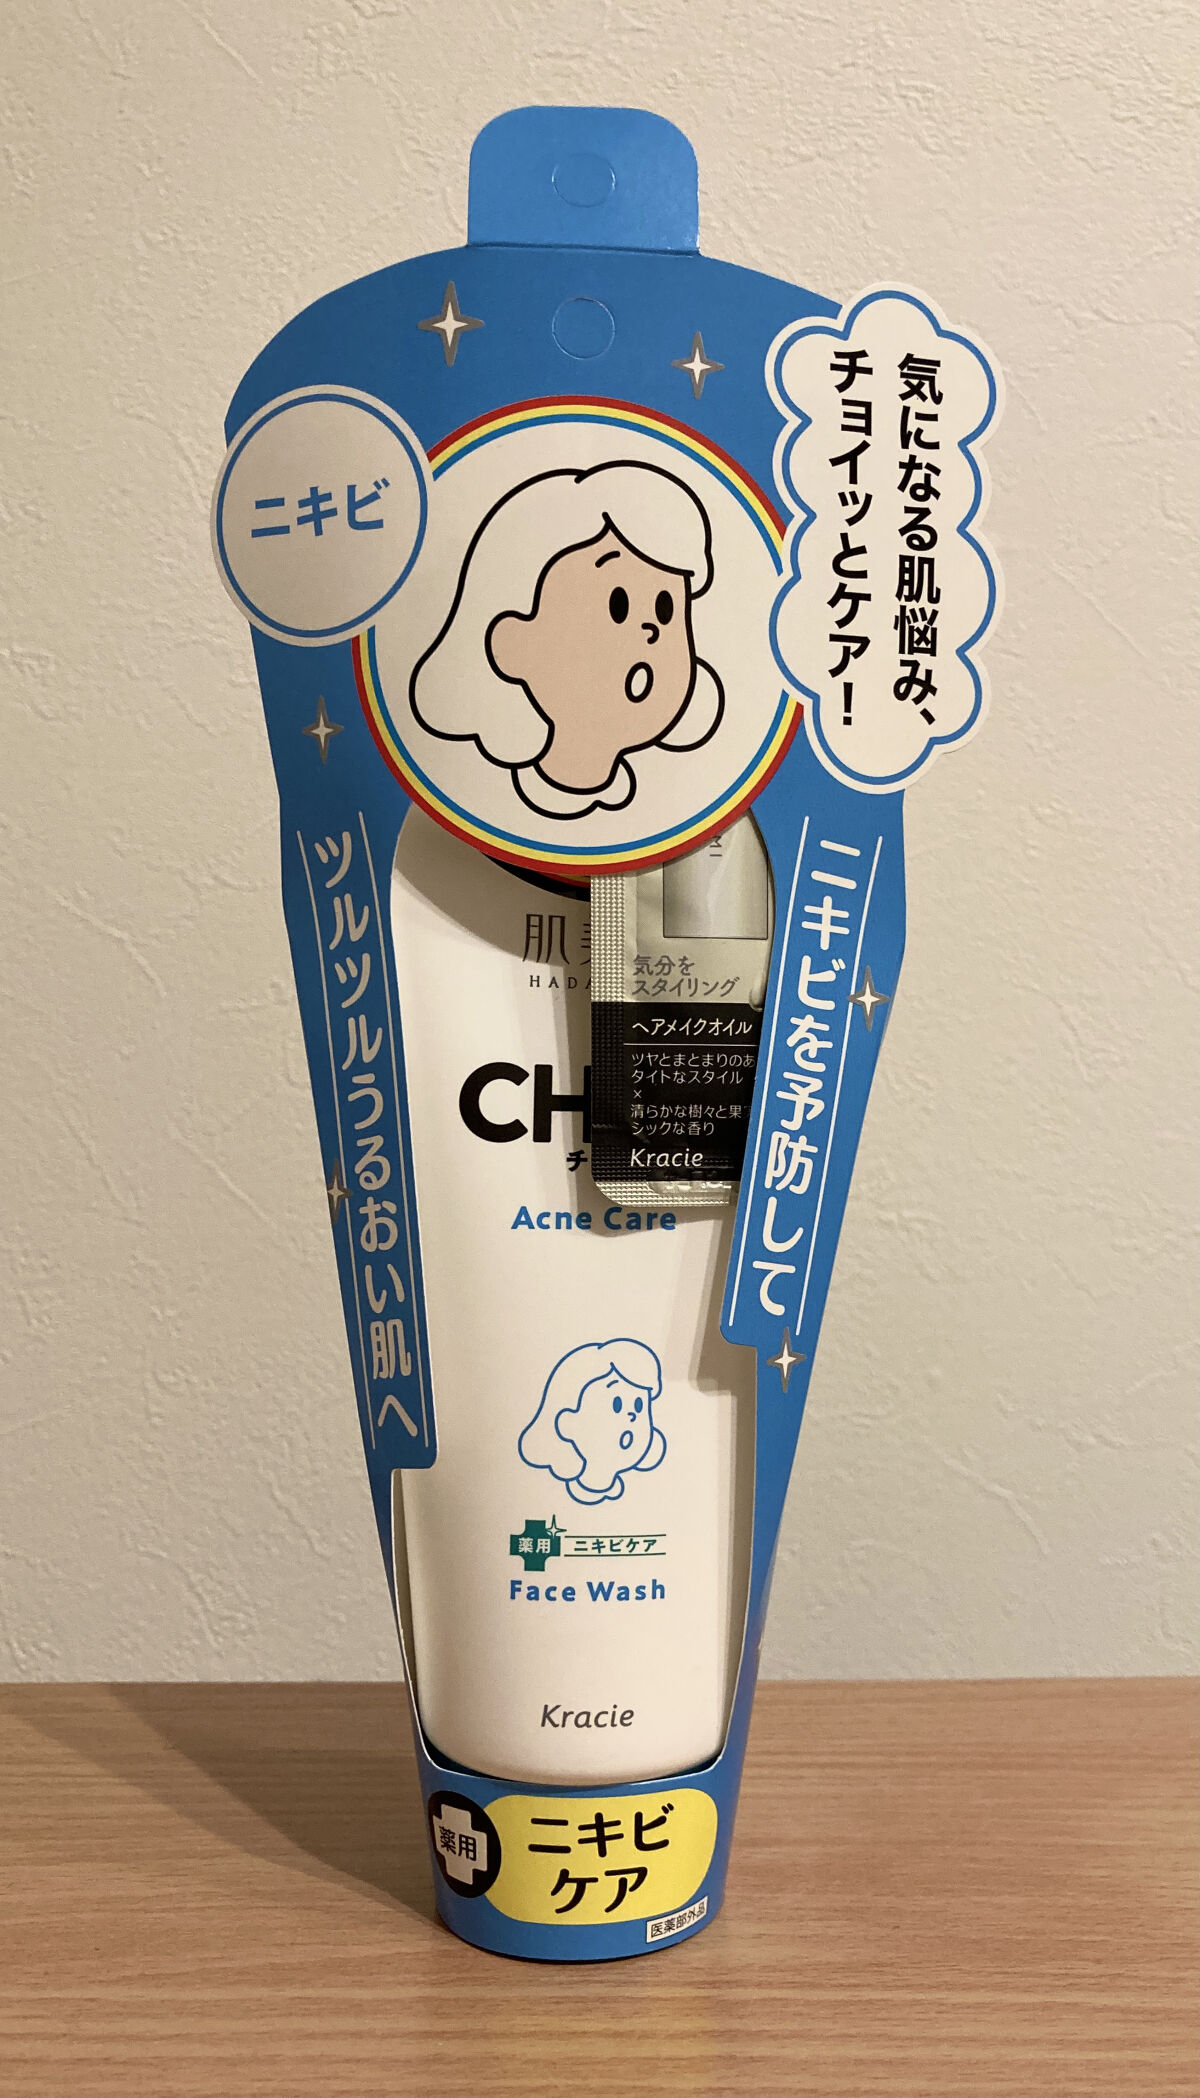 ニキビ
気になる肌悩み、
チョイッとケア！
ツルツルうるおい肌へ
ニキビを予防して
肌
HADA
CH
チ
Acne Care
気分を
スタイリング
ヘアメイクオイル
ツヤとまとまりのあ
タイトなスタイル
×
清らかな樹々と果
シックな香り
Kracie
薬用 ニキビケア
Face Wash
Kracie
薬用
ニキビ
ケア
医薬部外品